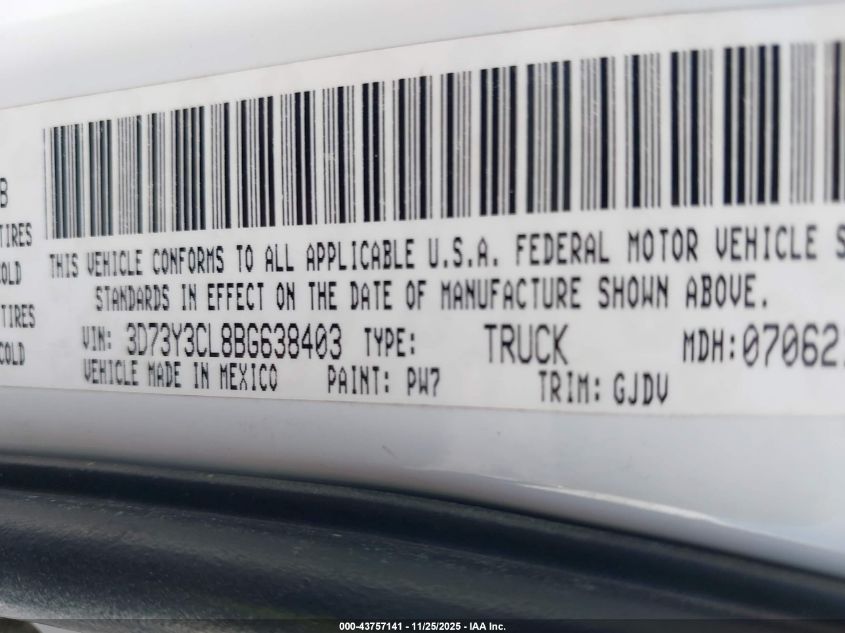 B
TIRES
COLD
TIRES
COLD
THIS VEHICLE CONFORMS TO ALL APPLICABLE U.S.A. FEDERAL MOTOR VEHICLE S
STANDARDS IN EFFECT ON THE DATE OF MANUFACTURE SHOWN ABOVE.
VIN: 3D73Y3CL8BG638403 TYPE: TRUCK MDH:07062
VEHICLE MADE IN MEXICO PAINT: PW7 TRIM: GJDV
000-43757141 - 11/25/2025 - IAA Inc.